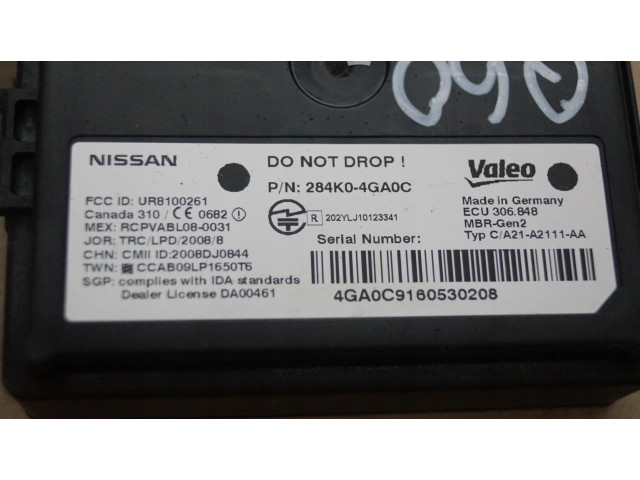 NISSAN
DO NOT DROP !
Valeo
P/N: 284K0-4GA0C
FCC ID: UR8100261
Canada 310 / CE 0682 !
MEX: RCPVABL08-0031
JOR: TRC/LPD/2008/8
CHN: CMII ID:2008DJ0844
TWN: CCAB09LP1650T6
SGP: complies with IDA standards
Dealer License DA00461
R 202YLJ10123341
Serial Number:
4GA0C9160530208
Made in Germany
ECU 306.848
MBR-Gen2
Typ C/A21-A2111-AA